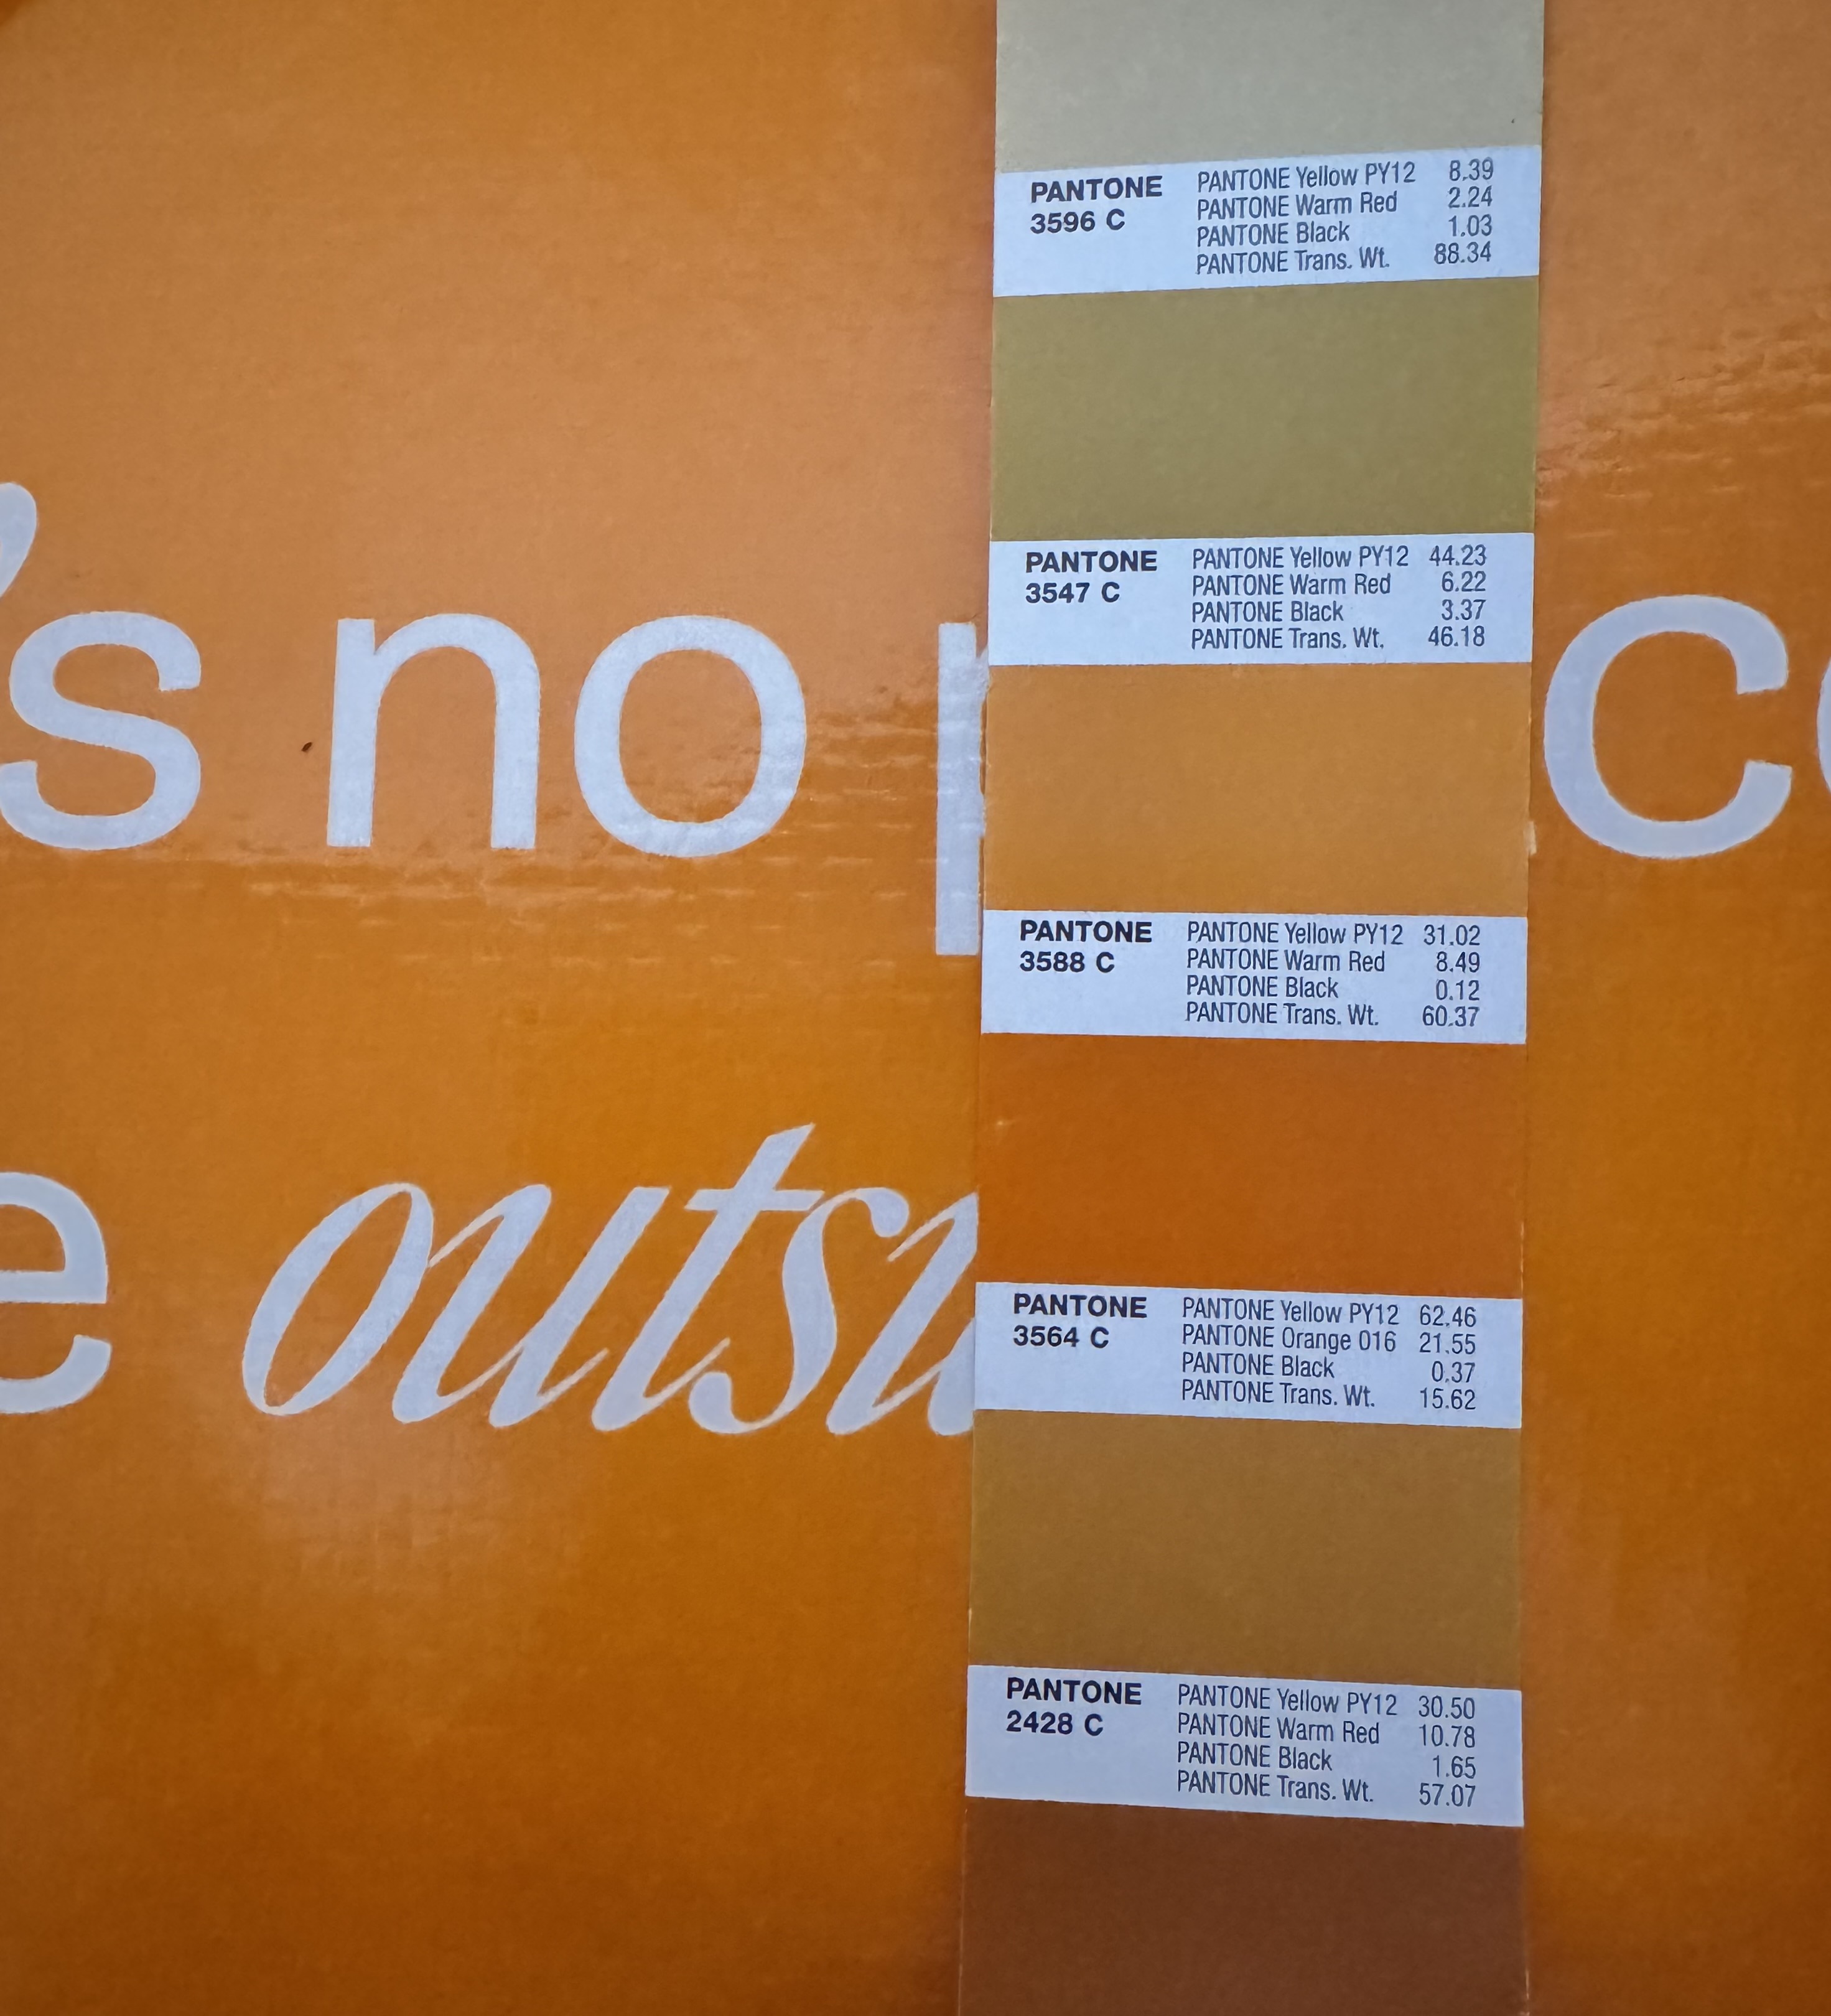 's no
outs
PANTONE
3596 C
PANTONE Yellow PY12 8.39
PANTONE Warm Red 2.24
PANTONE Black 1.03
PANTONE Trans. Wt. 88.34
PANTONE
3547 C
PANTONE Yellow PY12 44.23
PANTONE Warm Red 6.22
PANTONE Black 3.37
PANTONE Trans. Wt. 46.18
PANTONE
3588 C
PANTONE Yellow PY12 31.02
PANTONE Warm Red 8.49
PANTONE Black 0.12
PANTONE Trans. Wt. 60.37
PANTONE
3564 C
PANTONE Yellow PY12 62.46
PANTONE Orange 016 21.55
PANTONE Black 0.37
PANTONE Trans. Wt. 15.62
PANTONE
2428 C
PANTONE Yellow PY12 30.50
PANTONE Warm Red 10.78
PANTONE Black 1.65
PANTONE Trans. Wt. 57.07